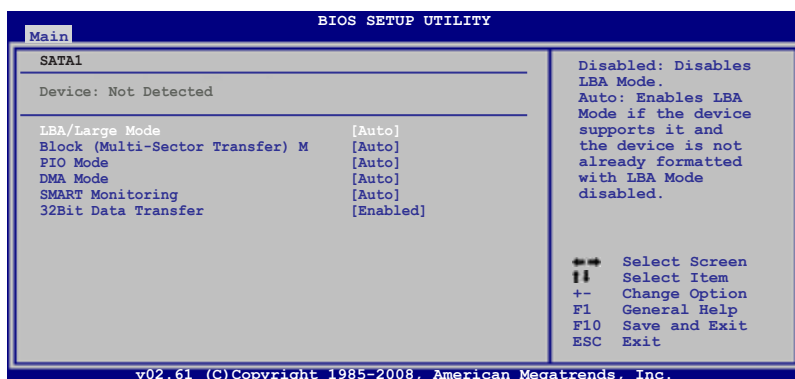 BIOS SETUP UTILITY
Main
SATA1
Device: Not Detected
LBA/Large Mode [Auto]
Block (Multi-Sector Transfer) M [Auto]
PIO Mode [Auto]
DMA Mode [Auto]
SMART Monitoring [Auto]
32Bit Data Transfer [Enabled]
Disabled: Disables
LBA Mode.
Auto: Enables LBA
Mode if the device
supports it and
the device is not
already formatted
with LBA Mode
disabled.
Select Screen
Select Item
+- Change Option
F1 General Help
F10 Save and Exit
ESC Exit
v02.61 (C)Copyright 1985-2008, American Megatrends, Inc.